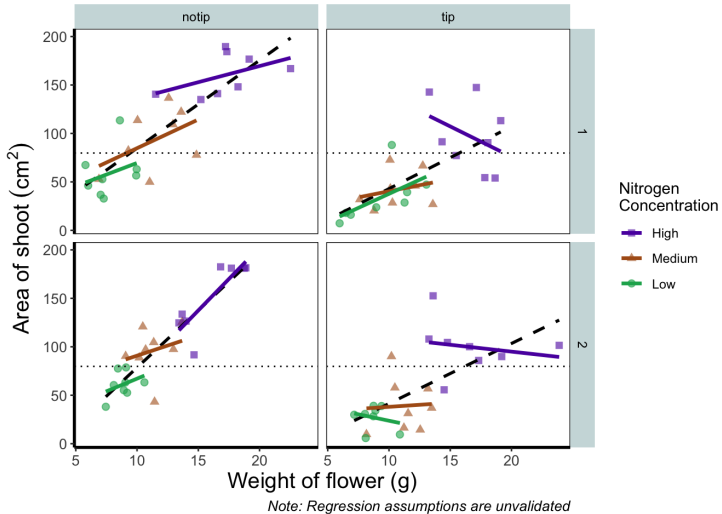 notip
tip
200
150
100
50
0
1
200
150
100
50
0
2
5
10
15
20
5
10
15
20
Area of shoot (cm²)
Weight of flower (g)
Note: Regression assumptions are unvalidated
Nitrogen
Concentration
High
Medium
Low